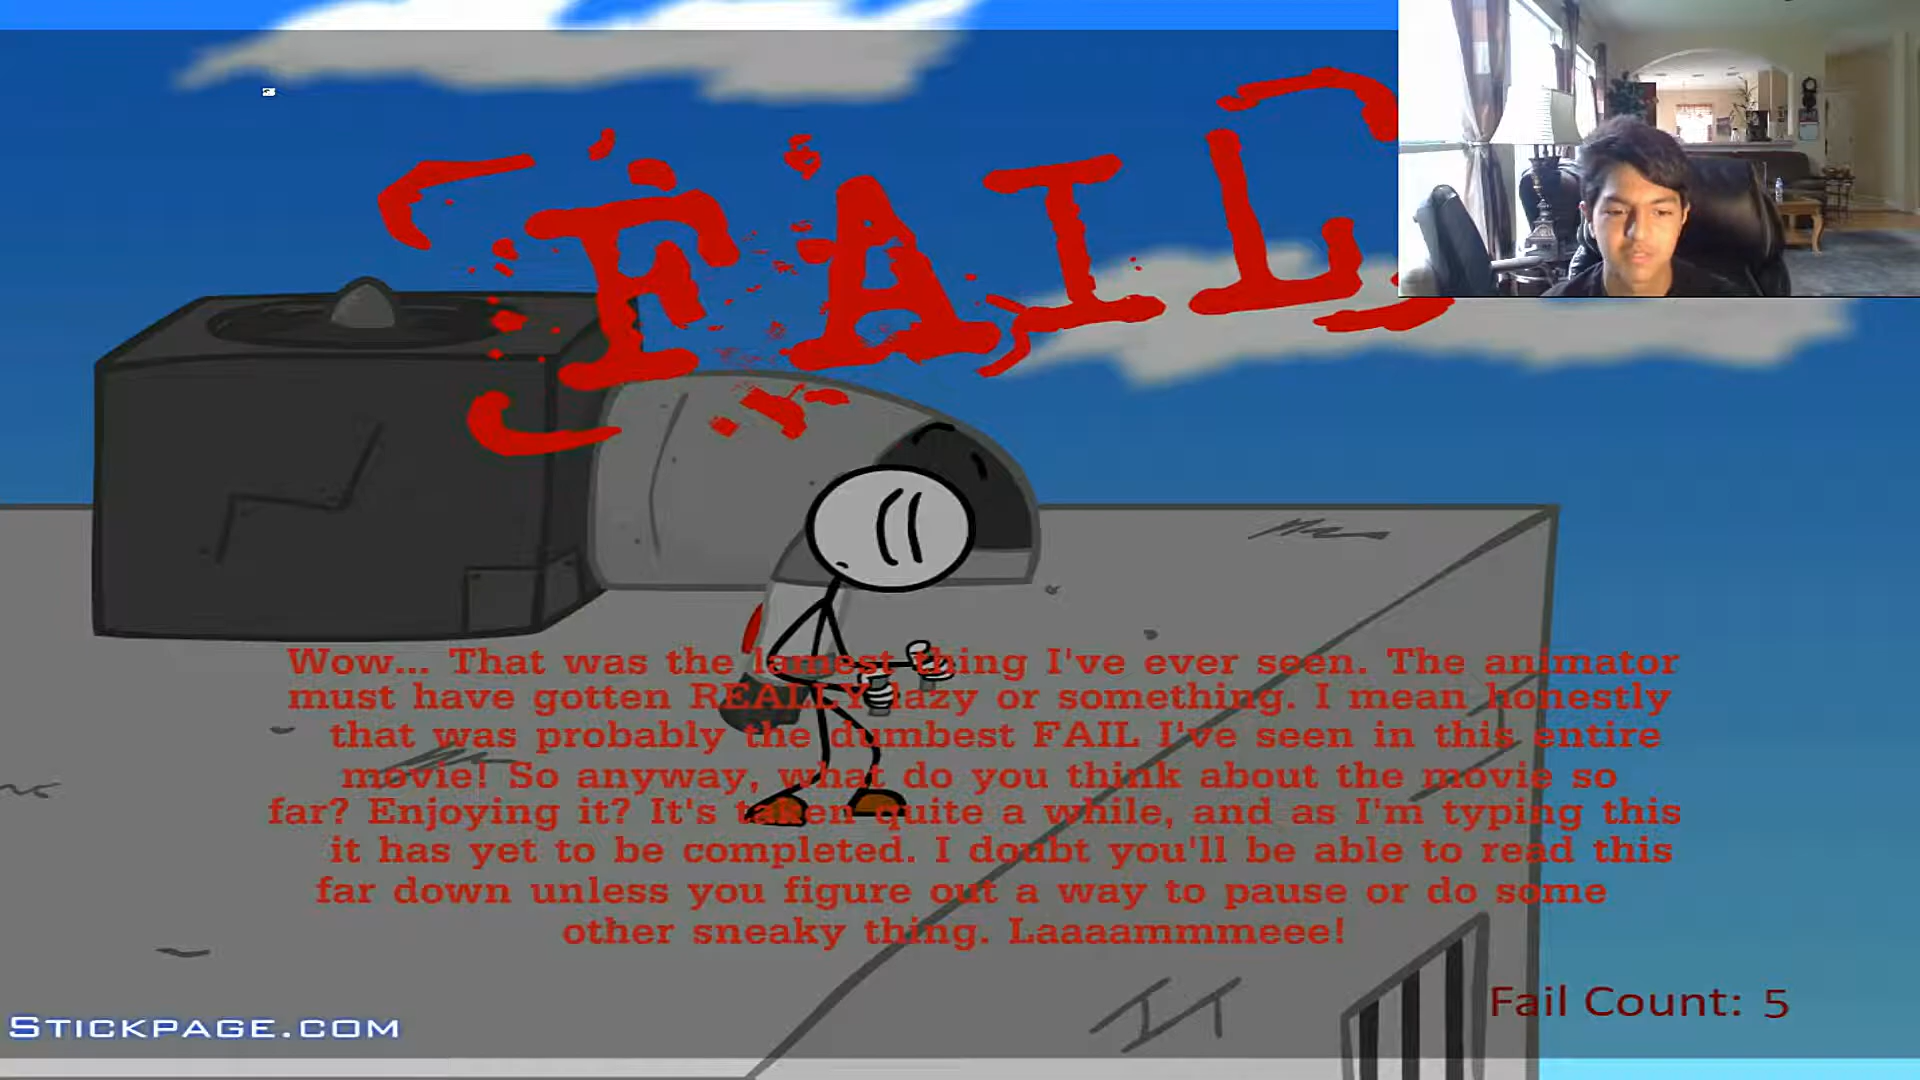 FAIL
Wow... That was the lamest thing I've ever seen. The animator
must have gotten REALLY lazy or something. I mean honestly
that was probably the dumbest FAIL I've seen in this entire
movie! So anyway, what do you think about the movie so
far? Enjoying it? It's taken quite a while, and as I'm typing this
it has yet to be completed. I doubt you'll be able to read this
far down unless you figure out a way to pause or do some
other sneaky thing. Laaaammmmeee!
Fail Count: 5
STICKPAGE.COM